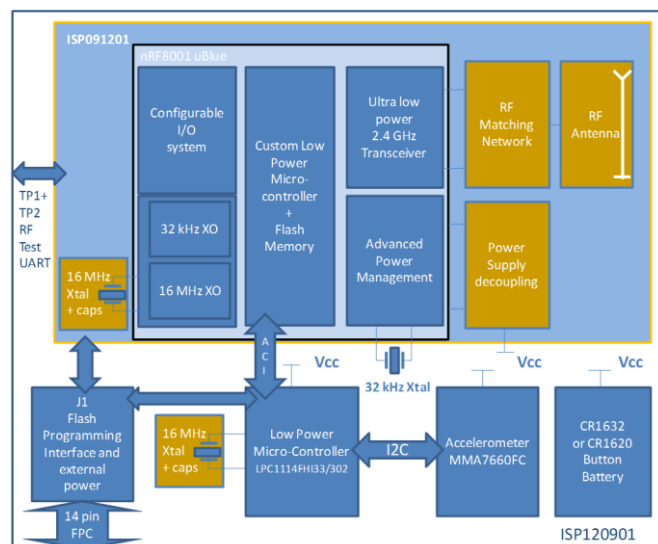 ISP091201
nRF8001 uBlue
Configurable
I/O
system
32 kHz XO
16 MHz XO
Custom Low
Power
Micro-
controller
+
Flash
Memory
Ultra low
power
2.4 GHz
Transceiver
Advanced
Power
Management
RF
Matching
Network
RF
Antenna
Power
Supply
decoupling
TP1+
TP2
RF
Test
UART
16 MHz
Xtal
+ caps
A
C
I
Vcc
32 kHz Xtal
Vcc
Vcc
J1
Flash
Programming
Interface and
external
power
14 pin
FPC
16 MHz
Xtal
+ caps
Low Power
Micro-Controller
LPC1114FHI33/302
I2C
Accelerometer
MMA7660FC
CR1632
or CR1620
Button
Battery
ISP120901